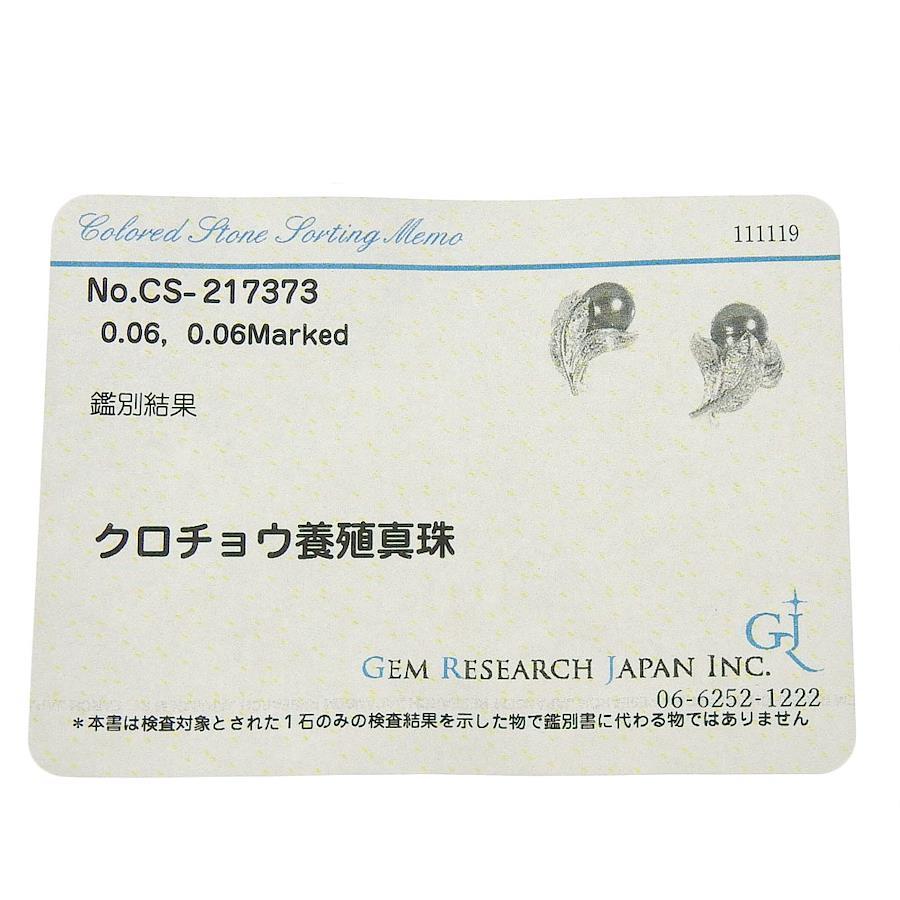 Colored Stone Sorting Memo
111119
No.CS-217373
0.06, 0.06Marked
鑑別結果
クロチョウ養殖真珠
GJ
GEM RESEARCH JAPAN INC.
06-6252-1222
*本書は検査対象とされた1石のみの検査結果を示した物で鑑別書に代わる物ではありません